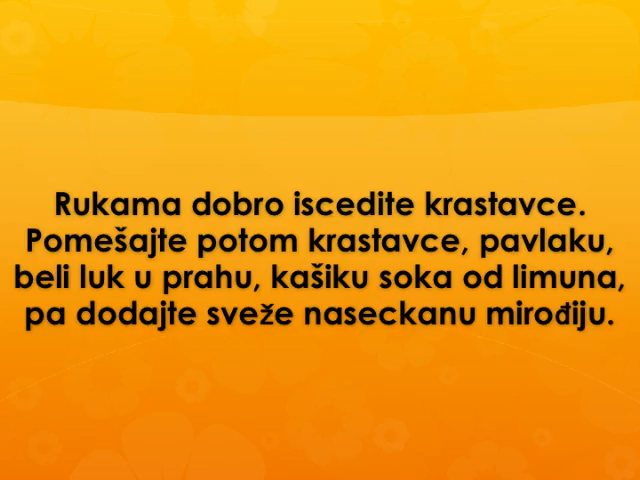 Rukama dobro iscedite krastavce.
Pomešajte potom krastavce, pavlaku,
beli luk u prahu, kašiku soka od limuna,
pa dodajte sveže naseckanu mirođiju.